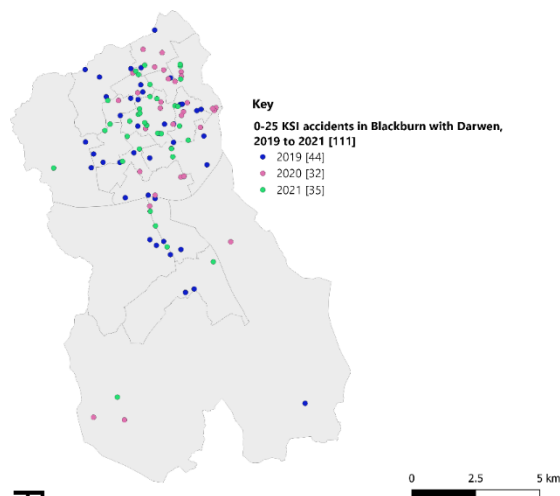 Key
0-25 KSI accidents in Blackburn with Darwen,
2019 to 2021 [111]
2019 [44]
2020 [32]
2021 [35]
0 2.5 5 km